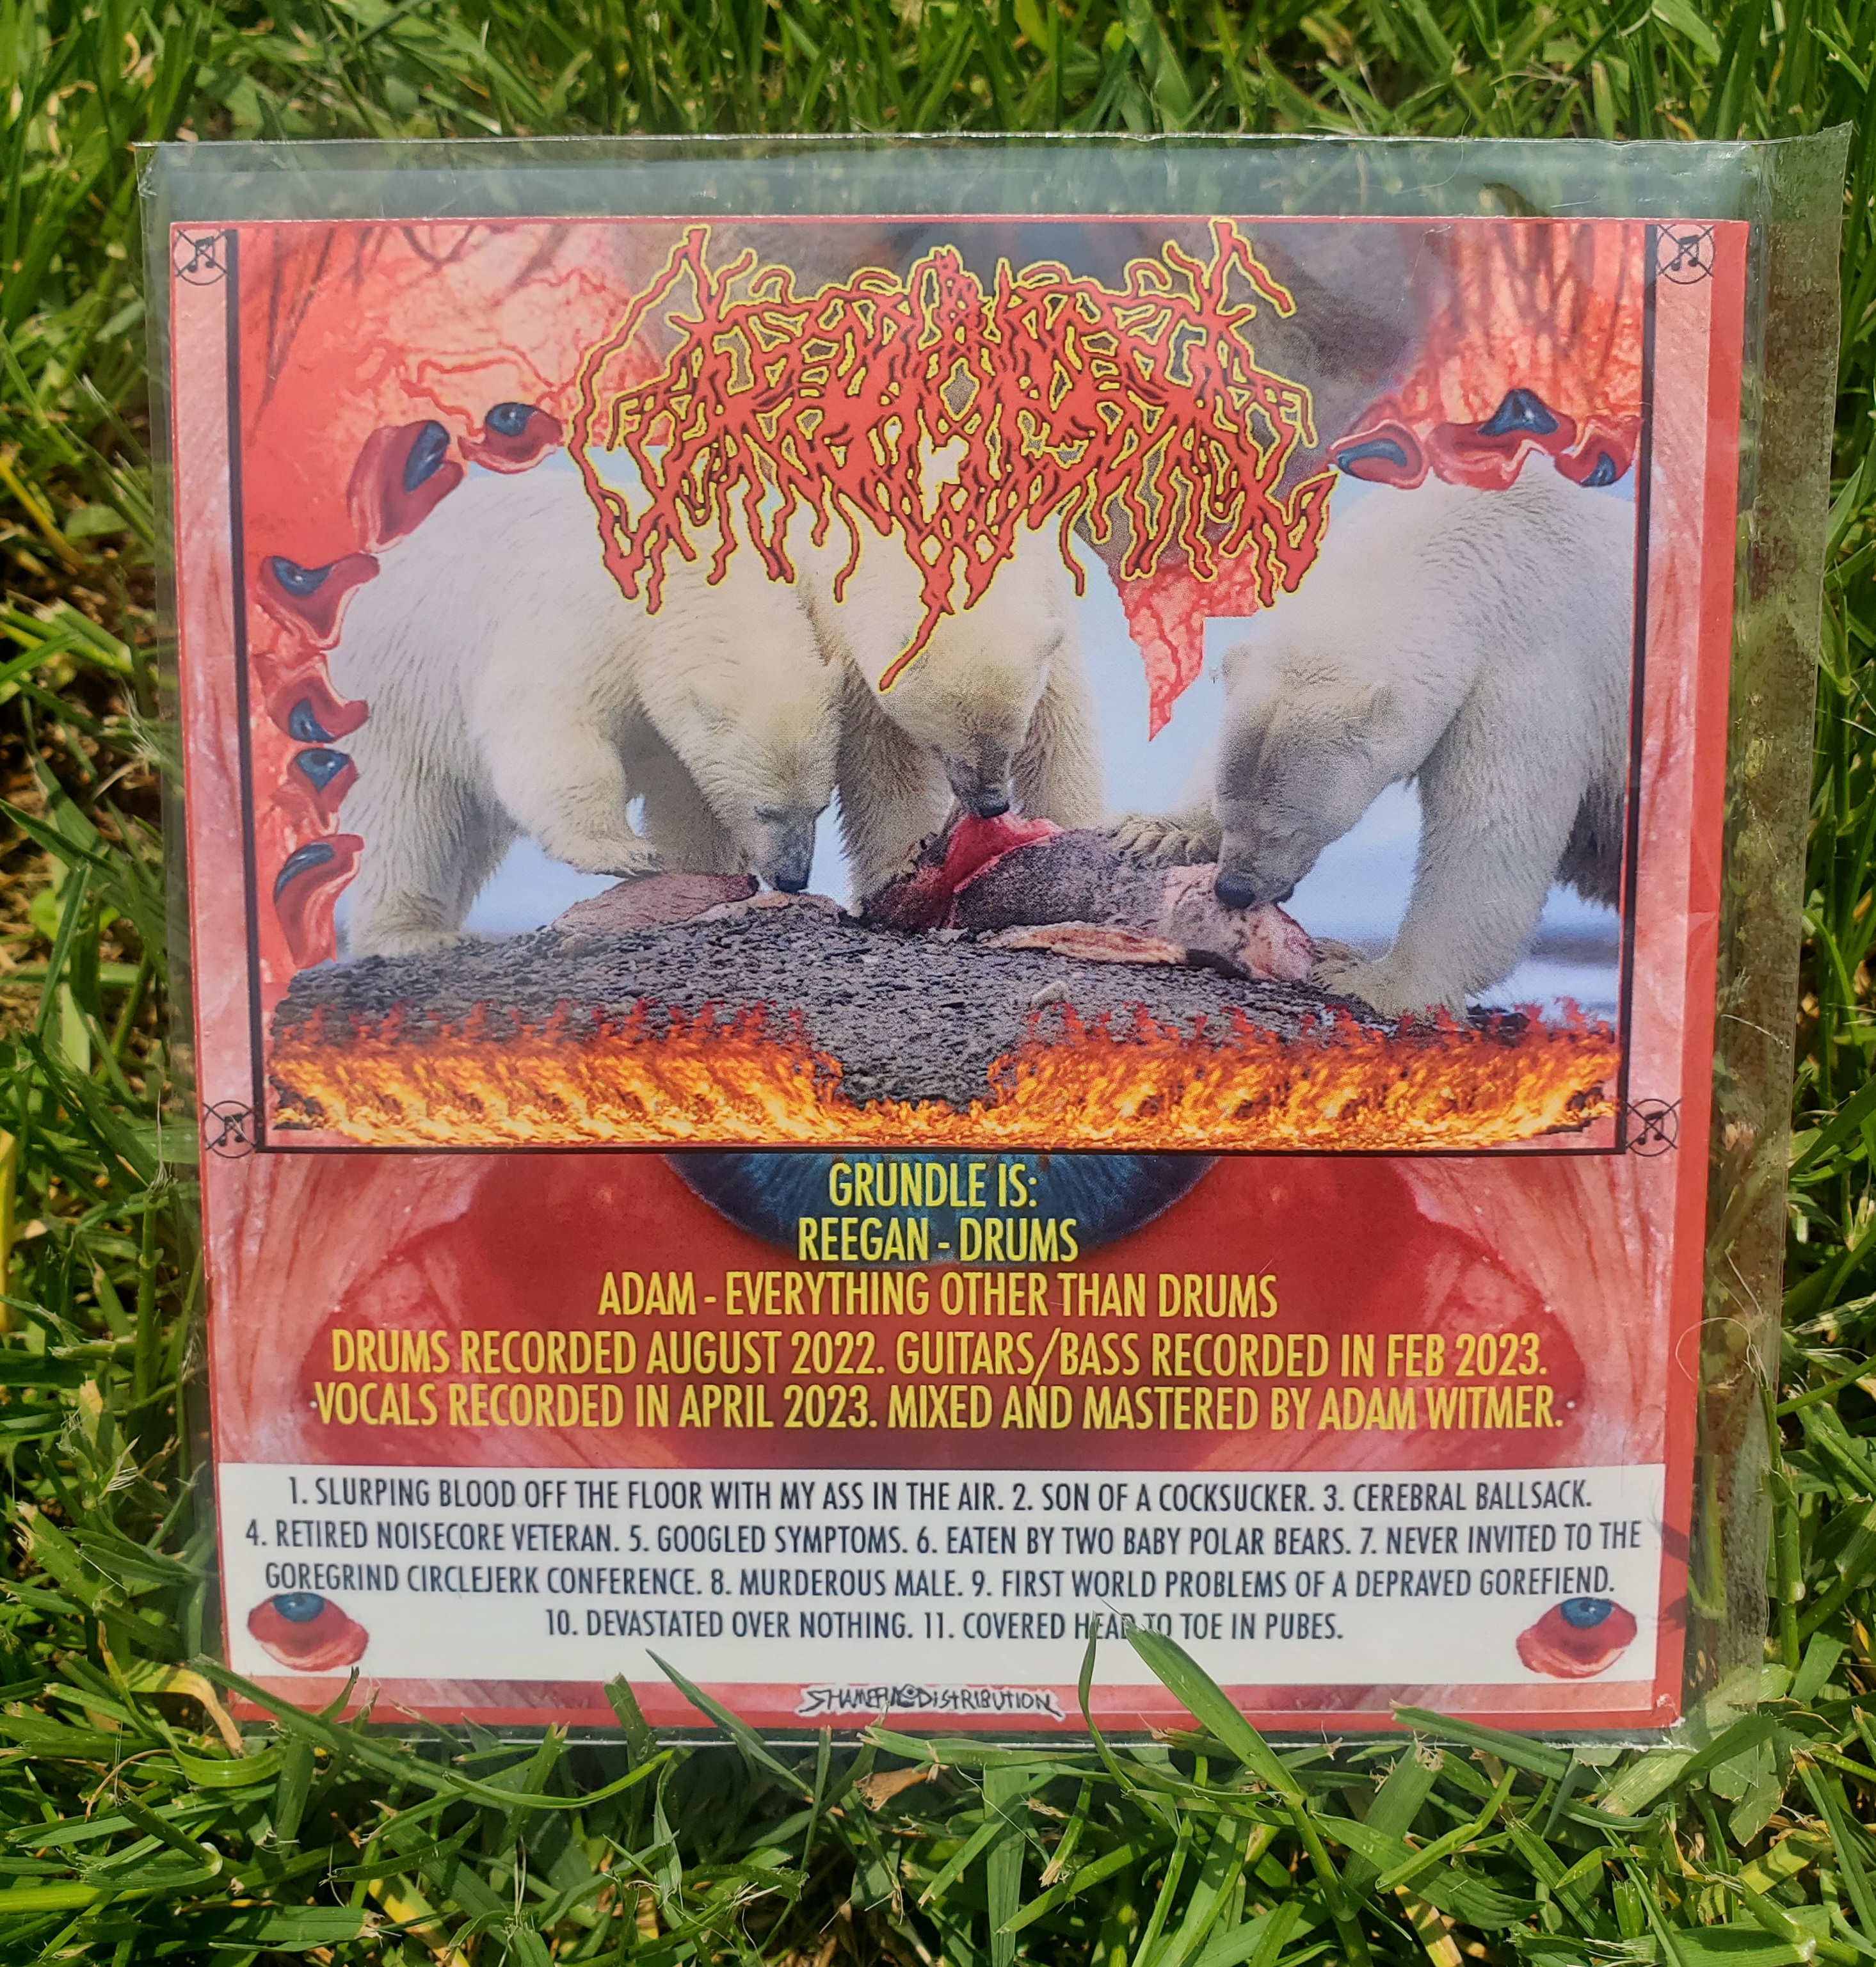 GRUNDLE IS:
REEGAN - DRUMS
ADAM - EVERYTHING OTHER THAN DRUMS
DRUMS RECORDED AUGUST 2022. GUITARS/BASS RECORDED IN FEB 2023.
VOCALS RECORDED IN APRIL 2023. MIXED AND MASTERED BY ADAM WITMER.
1. SLURPING BLOOD OFF THE FLOOR WITH MY ASS IN THE AIR. 2. SON OF A COCKSUCKER. 3. CEREBRAL BALLSACK.
4. RETIRED NOISECORE VETERAN. 5. GOOGLED SYMPTOMS. 6. EATEN BY TWO BABY POLAR BEARS. 7. NEVER INVITED TO THE
GOREGRIND CIRCLEJERK CONFERENCE. 8. MURDEROUS MALE. 9. FIRST WORLD PROBLEMS OF A DEPRAVED GOREFIEND.
10. DEVASTATED OVER NOTHING. 11. COVERED HEAD TO TOE IN PUBES.
DISTRIBUTION